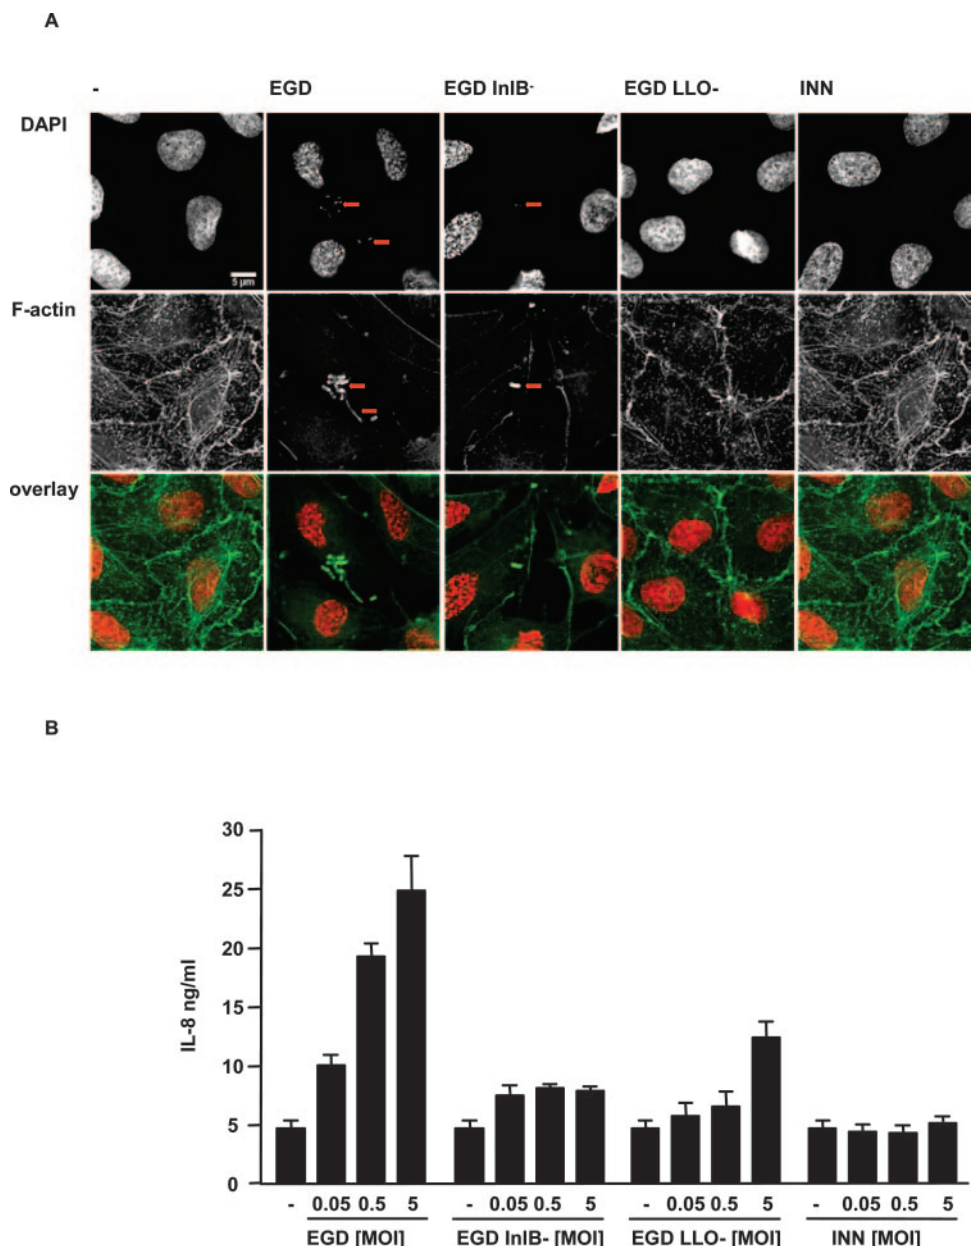 A
- EGD EGD InIB- EGD LLO- INN
DAPI
5 µm
F-actin
overlay
B
30
25
20
15
10
5
0
IL-8 ng/ml
- 0.05 0.5 5 - 0.05 0.5 5 - 0.05 0.5 5 - 0.05 0.5 5
EGD [MOI] EGD InIB- [MOI] EGD LLO- [MOI] INN [MOI]